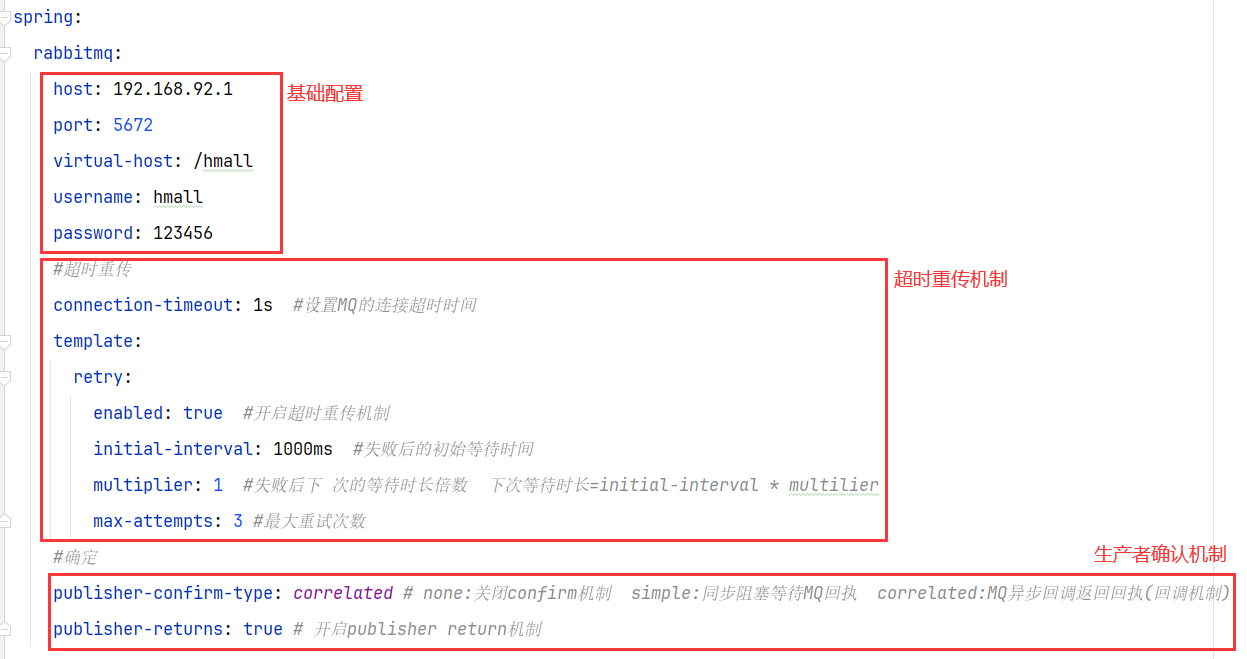 spring:
rabbitmq:
host: 192.168.92.1
基础配置
port: 5672
virtual-host: /hmall
username: hmall
password: 123456
#超时重传
超时重传机制
connection-timeout: 1s #设置MQ的连接超时时间
template:
retry:
enabled: true #开启超时重传机制
initial-interval: 1000ms #失败后的初始等待时间
multiplier: 1 #失败后下 次的等待时长倍数 下次等待时长=initial-interval * multilier
max-attempts: 3 #最大重试次数
#确定
生产者确认机制
publisher-confirm-type: correlated # none:关闭confirm机制 simple:同步阻塞等待MQ回执 correlated:MQ异步回调返回回执(回调机制)
publisher-returns: true # 开启publisher return机制